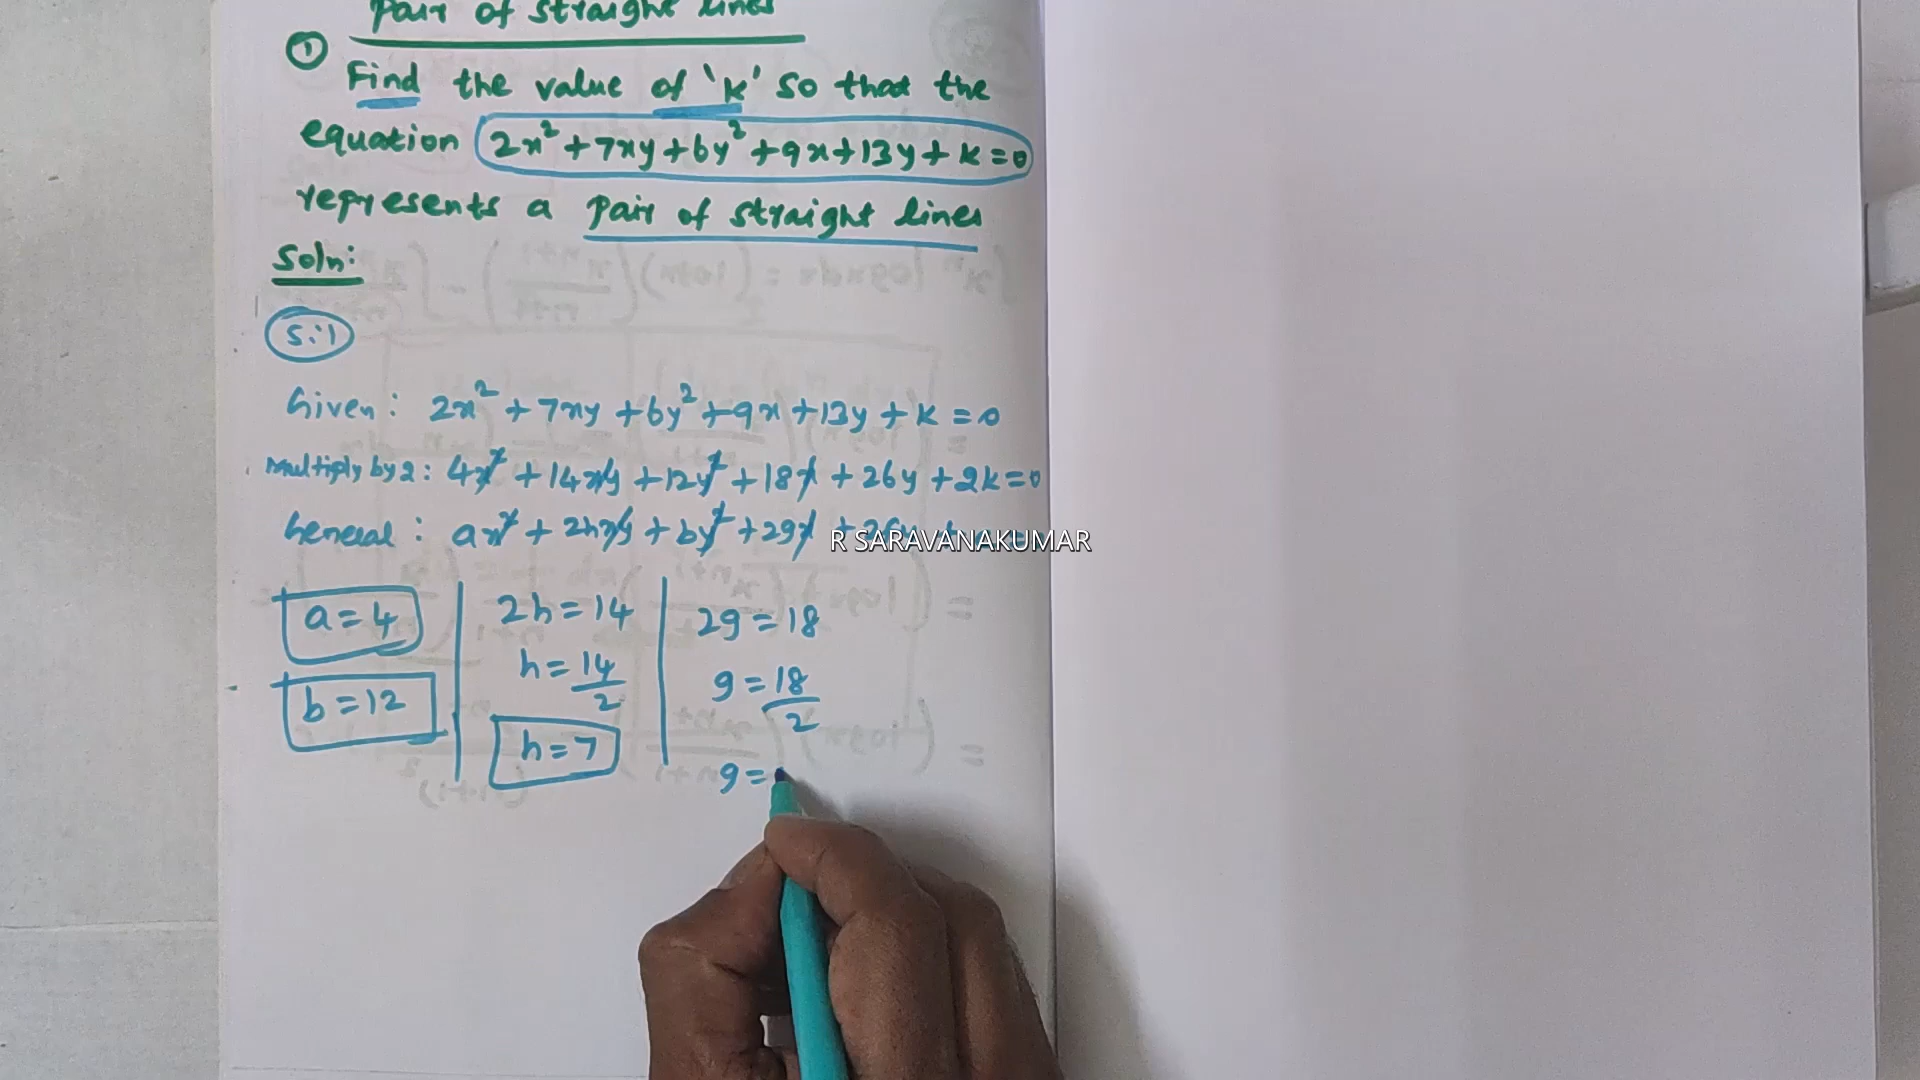 Pair of straight lines
① Find the value of 'k' so that the
equation 2x²+7xy+6y²+9x+13y+k=0
represents a pair of straight lines
Soln:
S:1
Given: 2x²+7xy+6y²+9x+13y+k=0
Multiply by 2: 4x²+14xy+12y²+18x+26y+2k=0
General: ax²+2hxy+by²+2gx
R SARAVANAKUMAR
a=4
b=12
2h=14
h=14/2
h=7
2g=18
g=18/2
g=